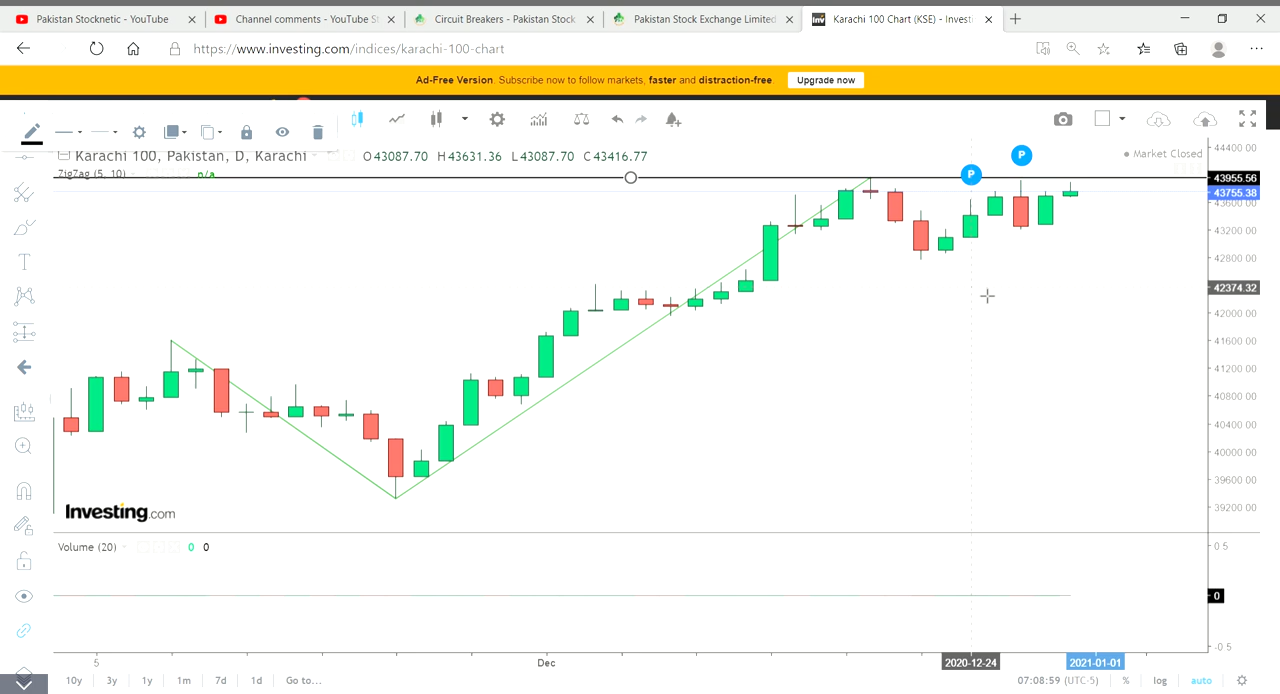 Pakistan Stocknetic - YouTube
Channel comments - YouTube St
Circuit Breakers - Pakistan Stock
Pakistan Stock Exchange Limited
Inv Karachi 100 Chart (KSE) - Investi
https://www.investing.com/indices/karachi-100-chart
Ad-Free Version. Subscribe now to follow markets, faster and distraction-free. Upgrade now
Karachi 100, Pakistan, D, Karachi O43087.70 H43631.36 L43087.70 C43416.77
Market Closed
ZigZag (5, 10) n/a
P
P
44400.00
43955.56
43755.38
43600.00
43200.00
42800.00
42374.32
42000.00
41600.00
41200.00
40800.00
40400.00
40000.00
39600.00
39200.00
Investing.com
Volume (20) 0 0
0.5
0
-0.5
5 Dec 2020-12-24 2021-01-01
10y 3y 1y 1m 7d 1d Go to... 07:08:59 (UTC-5) % log auto